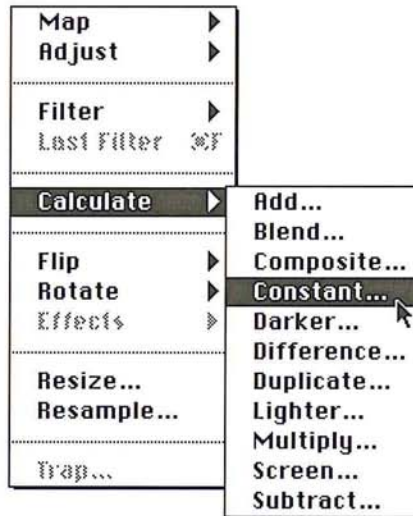 Map
Adjust
Filter
Last Filter ⌘F
Calculate
Flip
Rotate
Effects
Resize...
Resample...
Trap...
Add...
Blend...
Composite...
Constant...
Darker...
Difference...
Duplicate...
Lighter...
Multiply...
Screen...
Subtract...